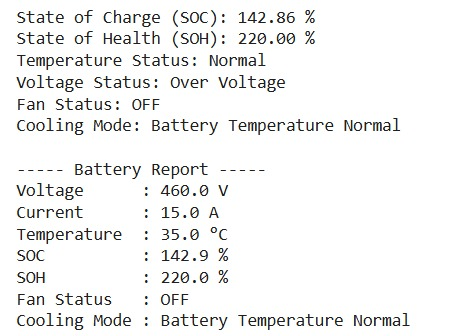 State of Charge (SOC): 142.86 %
State of Health (SOH): 220.00 %
Temperature Status: Normal
Voltage Status: Over Voltage
Fan Status: OFF
Cooling Mode: Battery Temperature Normal

----- Battery Report -----
Voltage      : 460.0 V
Current      : 15.0 A
Temperature  : 35.0 °C
SOC          : 142.9 %
SOH          : 220.0 %
Fan Status   : OFF
Cooling Mode : Battery Temperature Normal